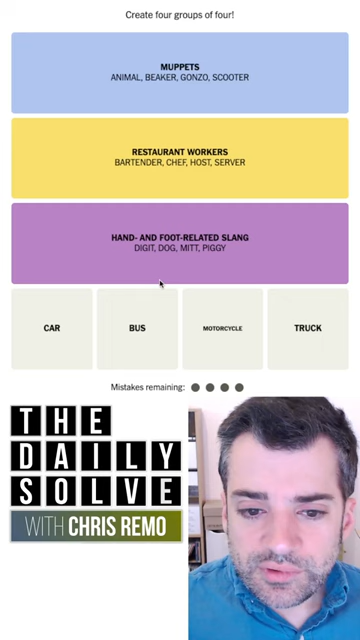 Create four groups of four!
MUPPETS
ANIMAL, BEAKER, GONZO, SCOOTER
RESTAURANT WORKERS
BARTENDER, CHEF, HOST, SERVER
HAND- AND FOOT-RELATED SLANG
DIGIT, DOG, MITT, PIGGY
CAR BUS MOTORCYCLE TRUCK
Mistakes remaining:
THE
DAILY
SOLVE
WITH CHRIS REMO